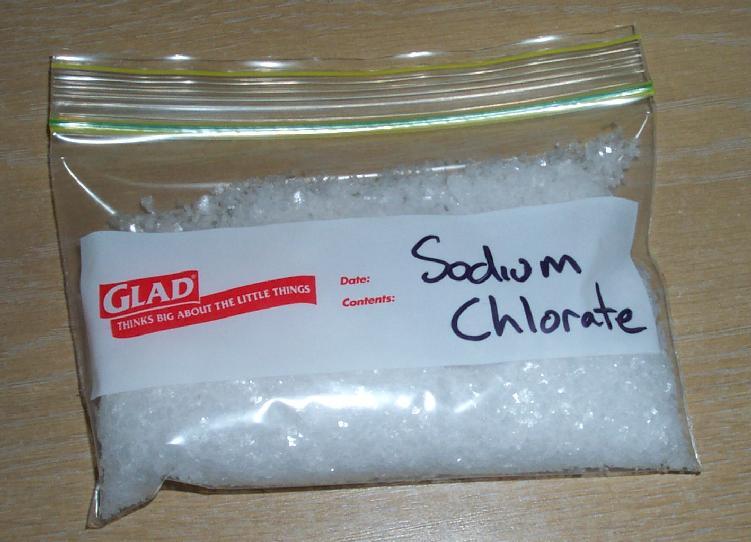 GLAD®
THINKS BIG ABOUT THE LITTLE THINGS
Date:
Contents:
Sodium
Chlorate